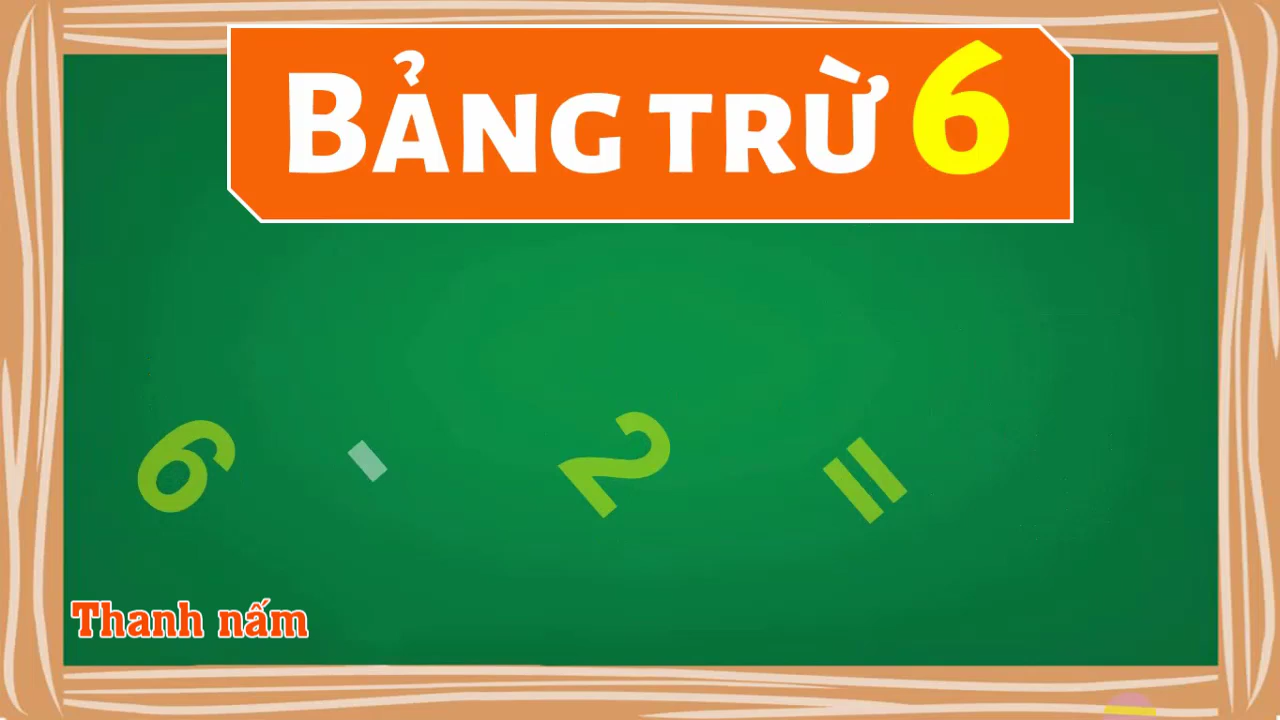 BẢNG TRỪ 6
6 - 2 =
Thanh nấm